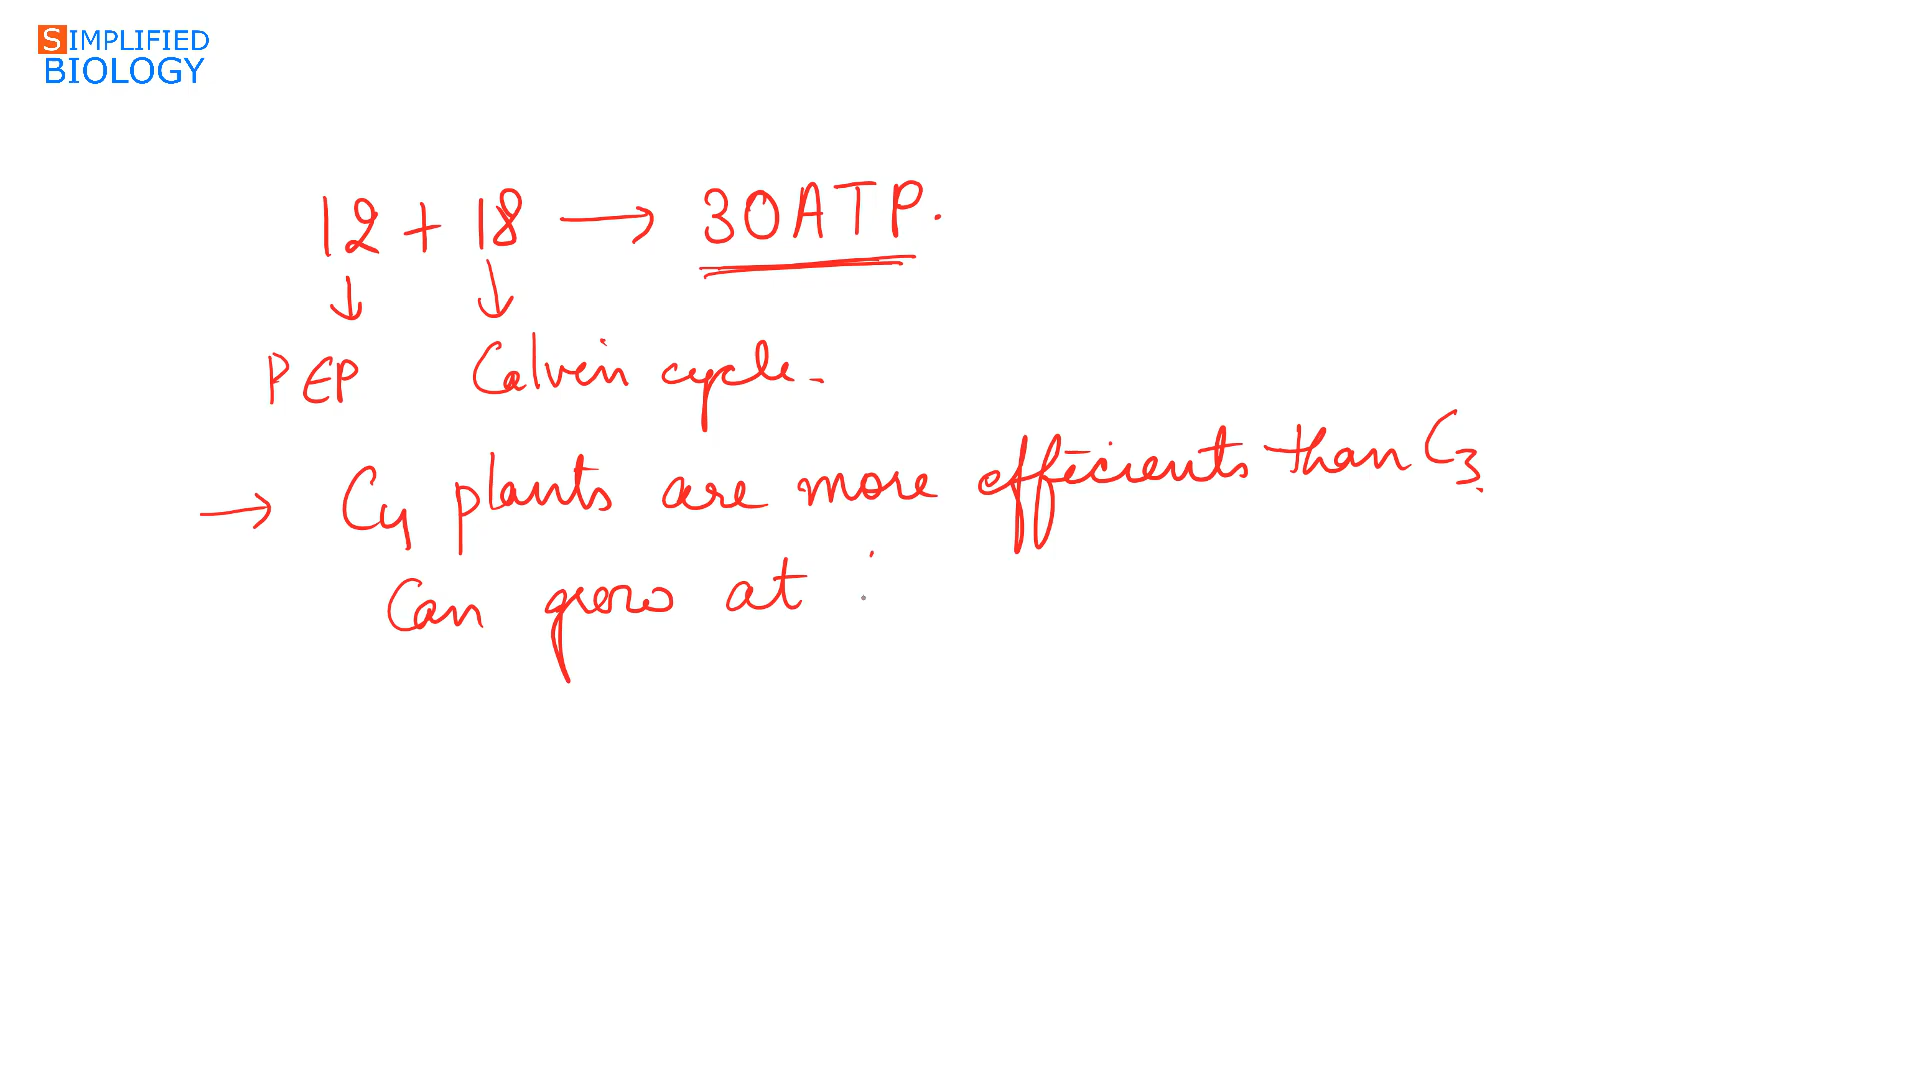 SIMPLIFIED
BIOLOGY
12 + 18 → 30ATP.
↓ ↓
PEP Calvin cycle.
→ C4 plants are more efficients than C3.
Can grow at